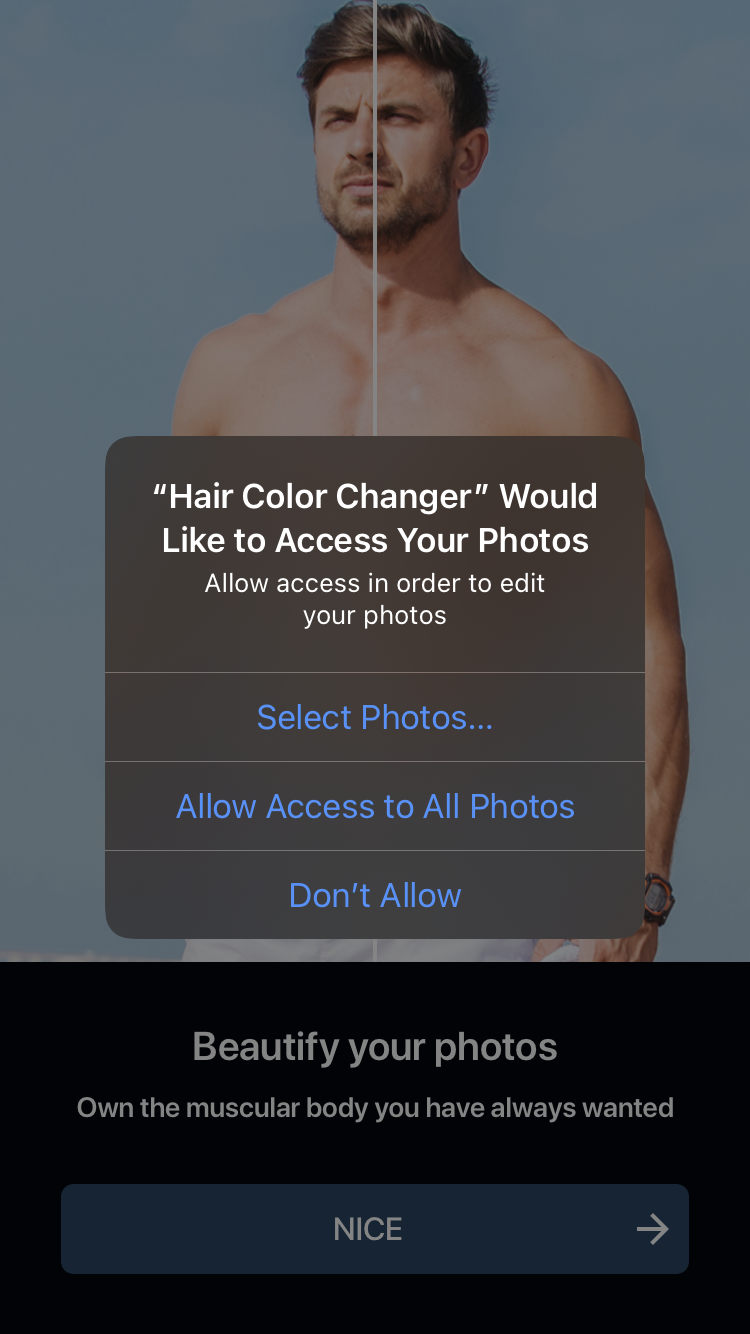 “Hair Color Changer” Would
Like to Access Your Photos
Allow access in order to edit
your photos
Select Photos...
Allow Access to All Photos
Don’t Allow
Beautify your photos
Own the muscular body you have always wanted
NICE